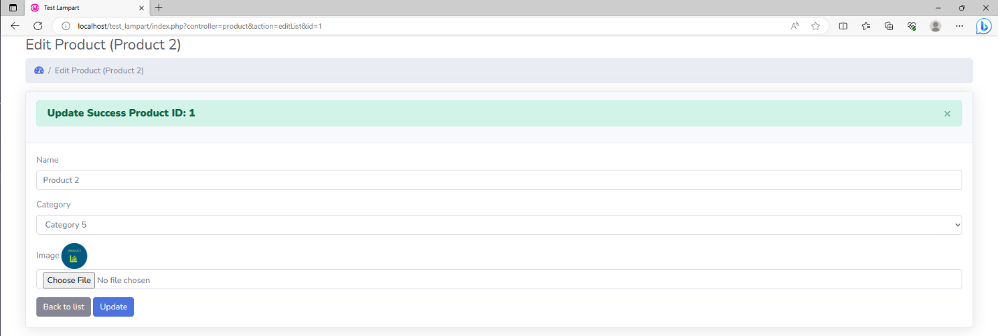 Test Lampart
localhost/test_lampart/index.php?controller=product&action=editList&id=1
Edit Product (Product 2)
/ Edit Product (Product 2)
Update Success Product ID: 1
×
Name
Product 2
Category
Category 5
Image
PRODUCT
Choose File No file chosen
Back to list Update